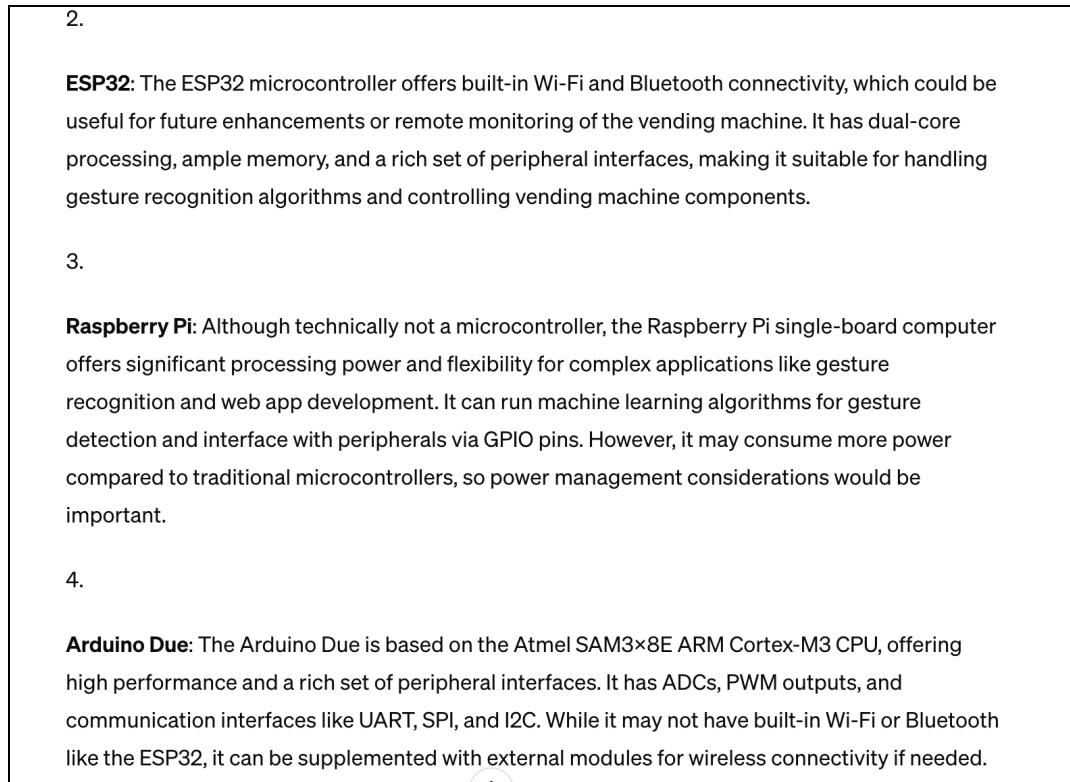 2.
ESP32: The ESP32 microcontroller offers built-in Wi-Fi and Bluetooth connectivity, which could be
useful for future enhancements or remote monitoring of the vending machine. It has dual-core
processing, ample memory, and a rich set of peripheral interfaces, making it suitable for handling
gesture recognition algorithms and controlling vending machine components.
3.
Raspberry Pi: Although technically not a microcontroller, the Raspberry Pi single-board computer
offers significant processing power and flexibility for complex applications like gesture
recognition and web app development. It can run machine learning algorithms for gesture
detection and interface with peripherals via GPIO pins. However, it may consume more power
compared to traditional microcontrollers, so power management considerations would be
important.
4.
Arduino Due: The Arduino Due is based on the Atmel SAM3×8E ARM Cortex-M3 CPU, offering
high performance and a rich set of peripheral interfaces. It has ADCs, PWM outputs, and
communication interfaces like UART, SPI, and I2C. While it may not have built-in Wi-Fi or Bluetooth
like the ESP32, it can be supplemented with external modules for wireless connectivity if needed.